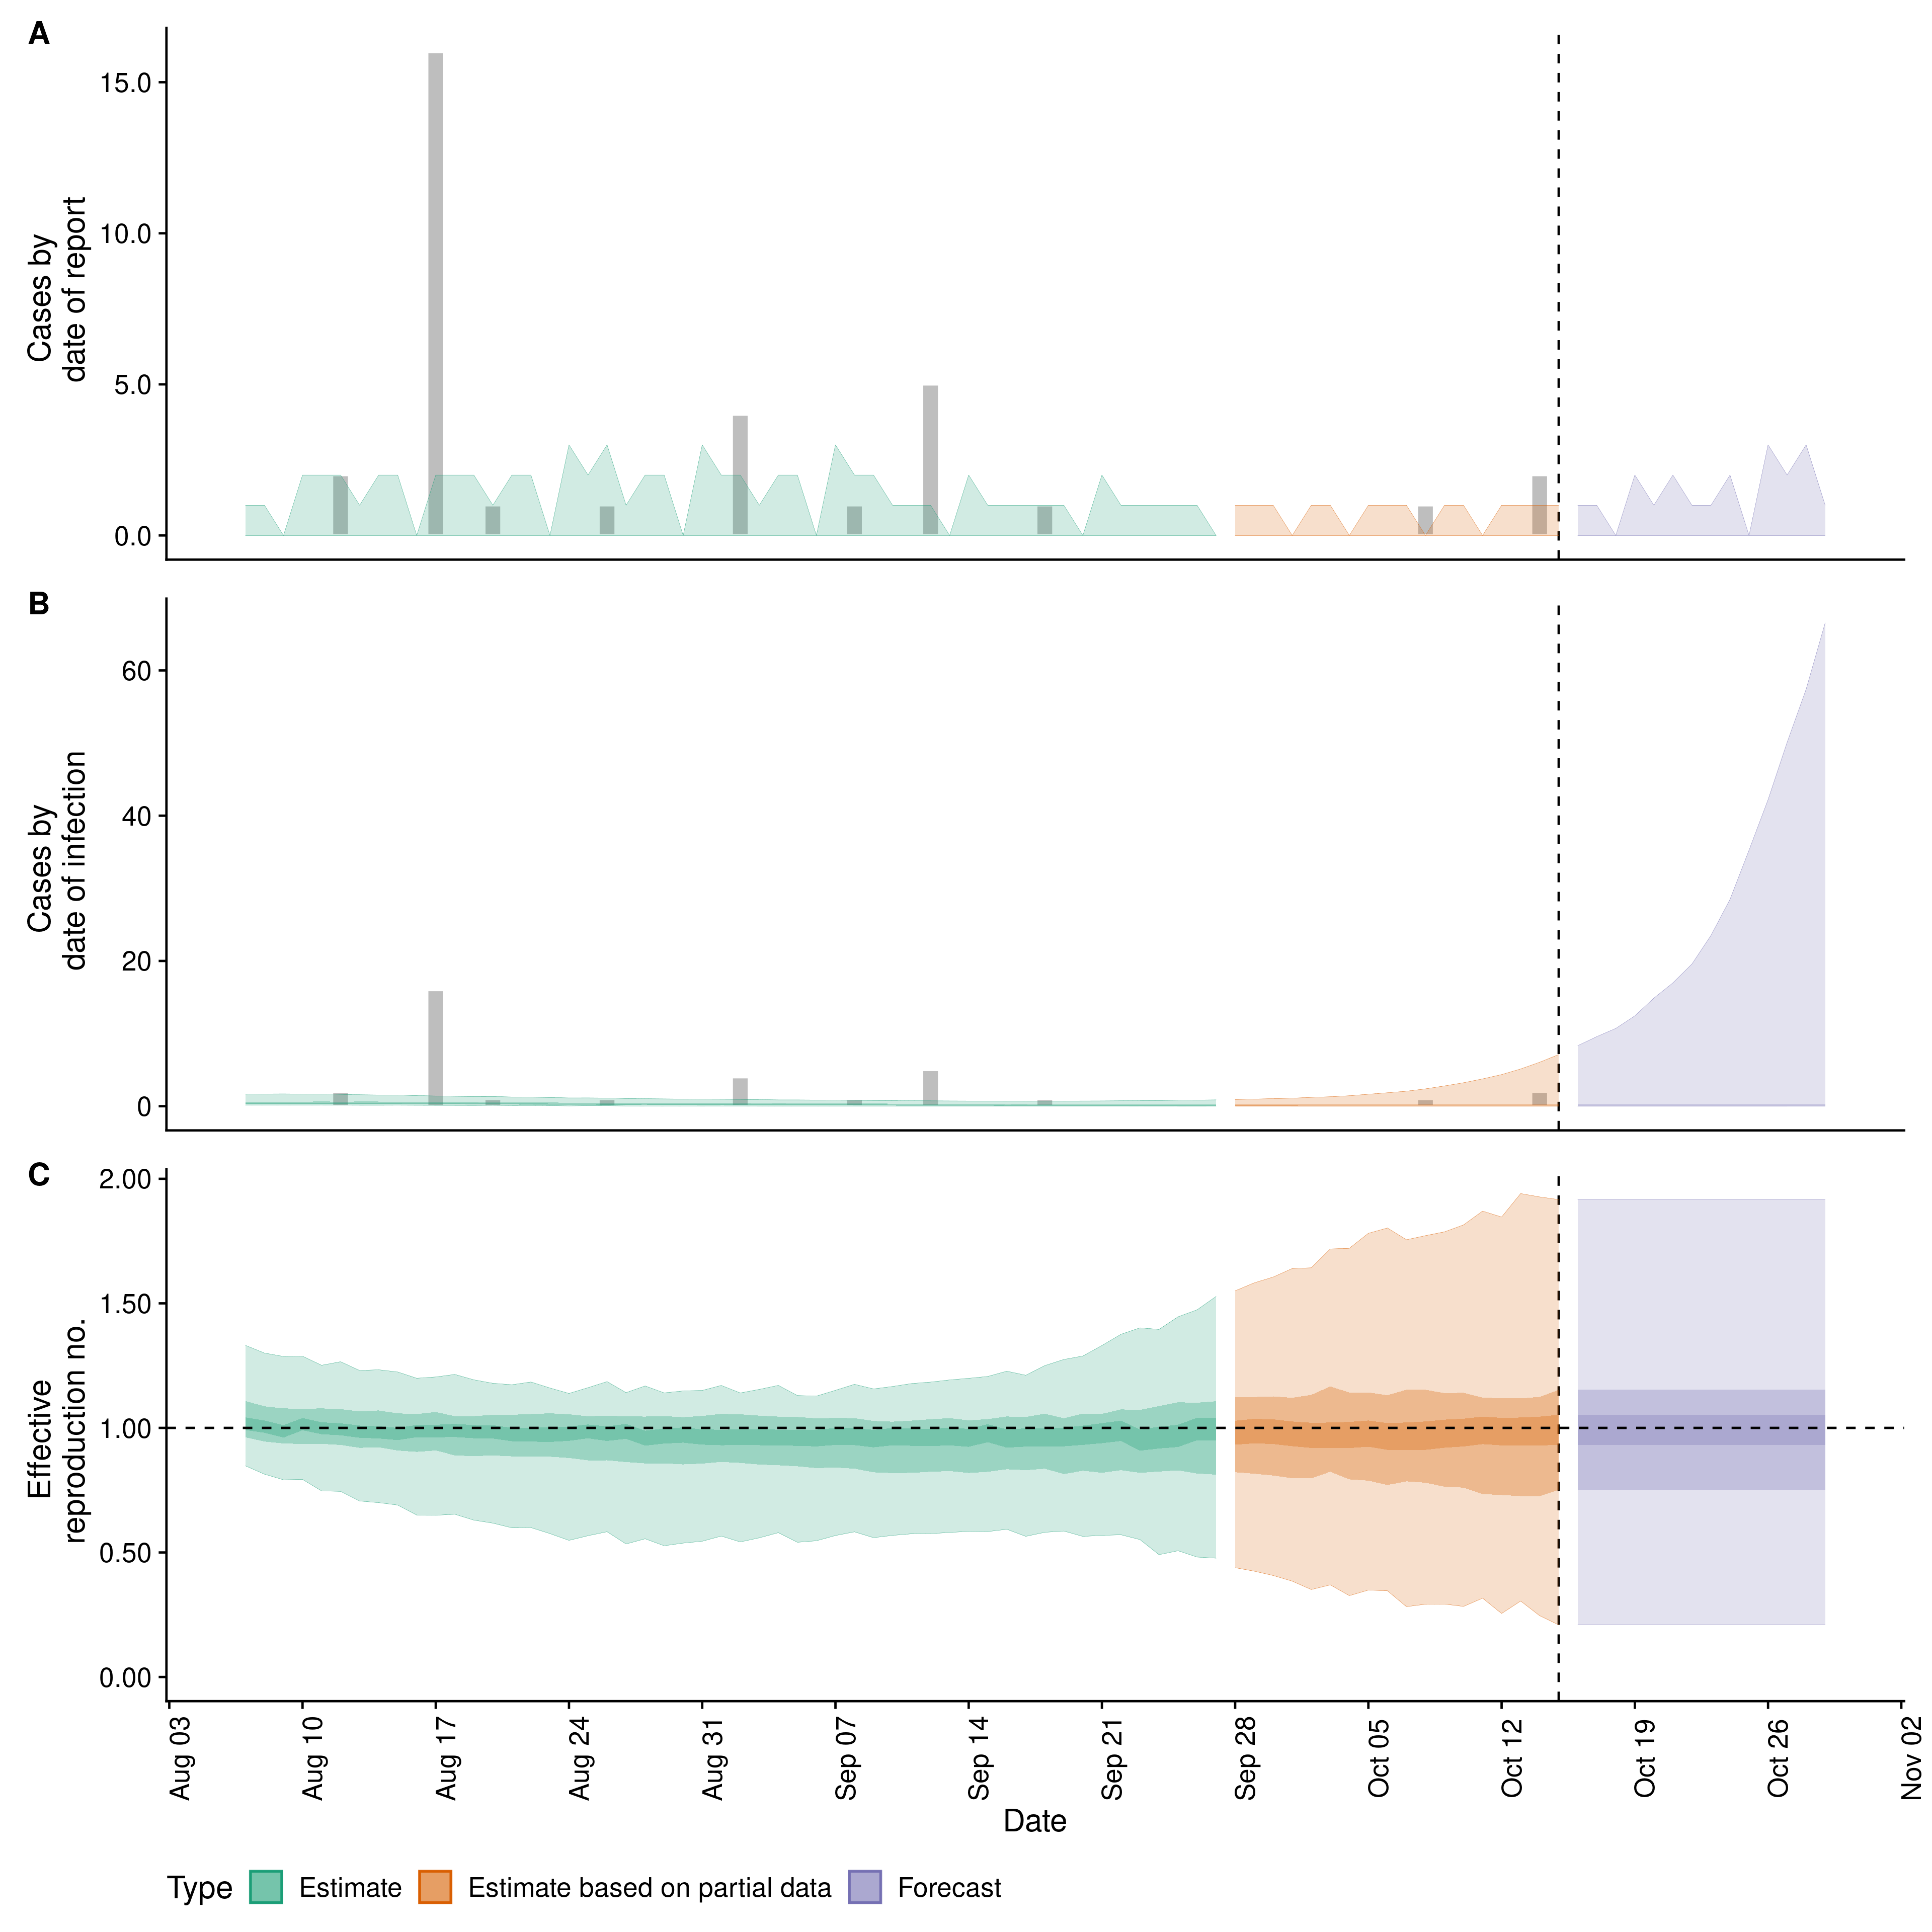 A
Cases by
date of report
15.0
10.0
5.0
0.0
B
Cases by
date of infection
60
40
20
0
C
Effective
reproduction no.
2.00
1.50
1.00
0.50
0.00
Aug 03
Aug 10
Aug 17
Aug 24
Aug 31
Sep 07
Sep 14
Sep 21
Sep 28
Oct 05
Oct 12
Oct 19
Oct 26
Nov 02
Date
Type Estimate Estimate based on partial data Forecast